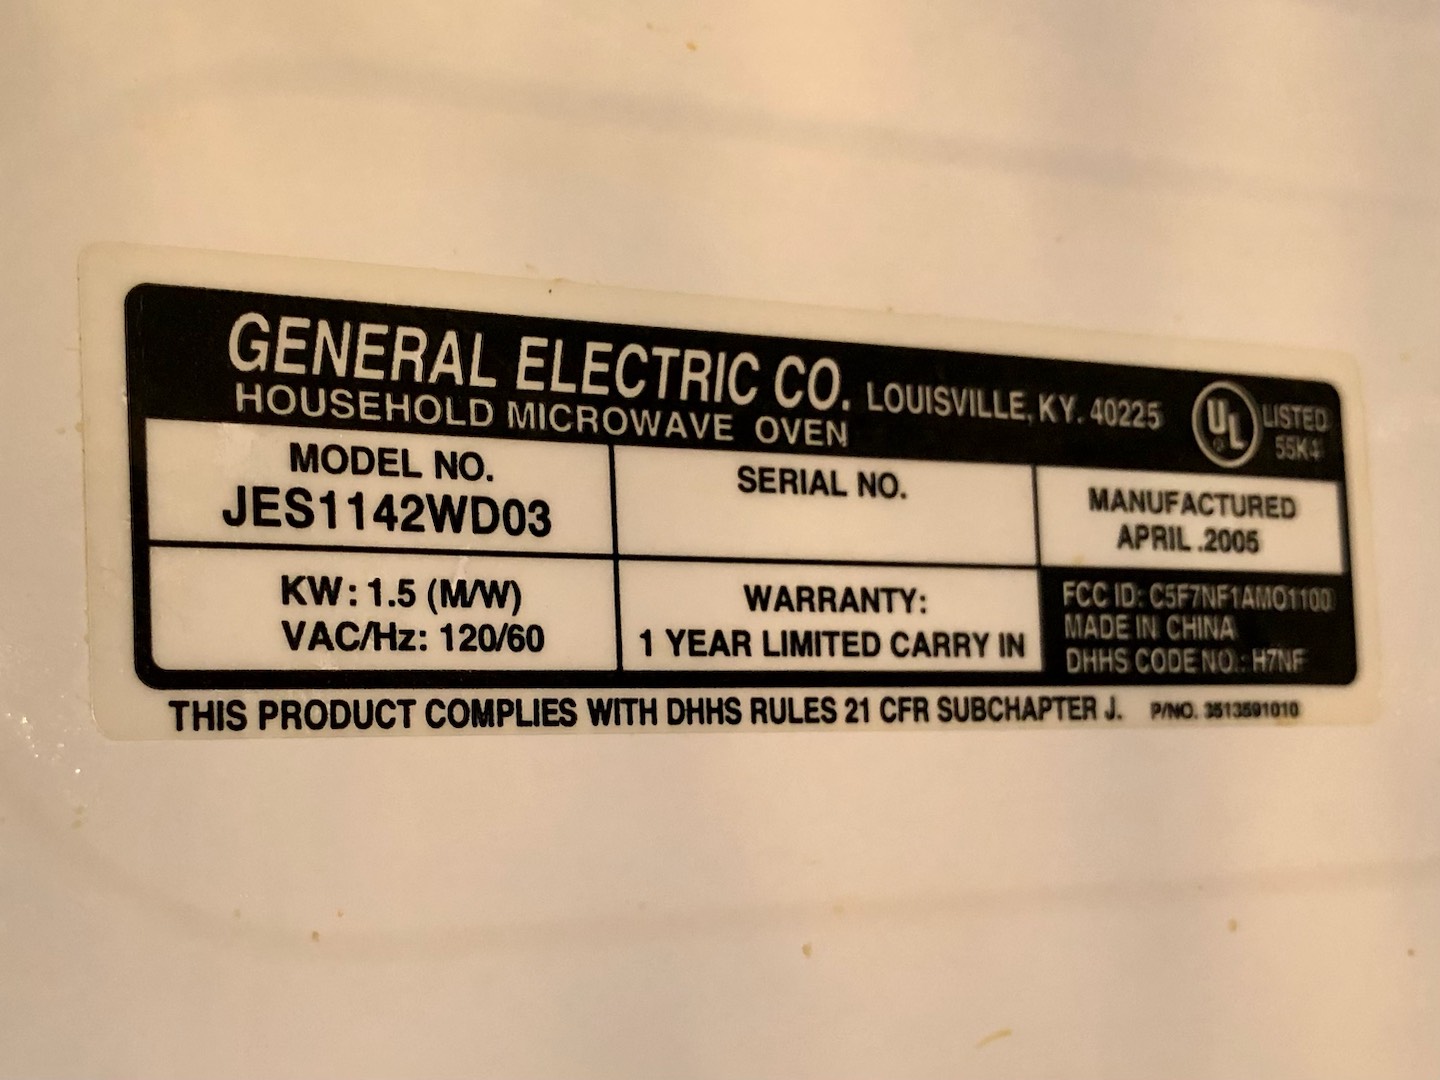 GENERAL ELECTRIC CO. LOUISVILLE, KY. 40225
HOUSEHOLD MICROWAVE OVEN
UL LISTED
55K4
MODEL NO.
JES1142WD03
SERIAL NO.
MANUFACTURED
APRIL .2005
KW: 1.5 (M/W)
VAC/Hz: 120/60
WARRANTY:
1 YEAR LIMITED CARRY IN
FCC ID: C5F7NF1AMO1100
MADE IN CHINA
DHHS CODE NO.: H7NF
THIS PRODUCT COMPLIES WITH DHHS RULES 21 CFR SUBCHAPTER J. P/NO. 3513591010